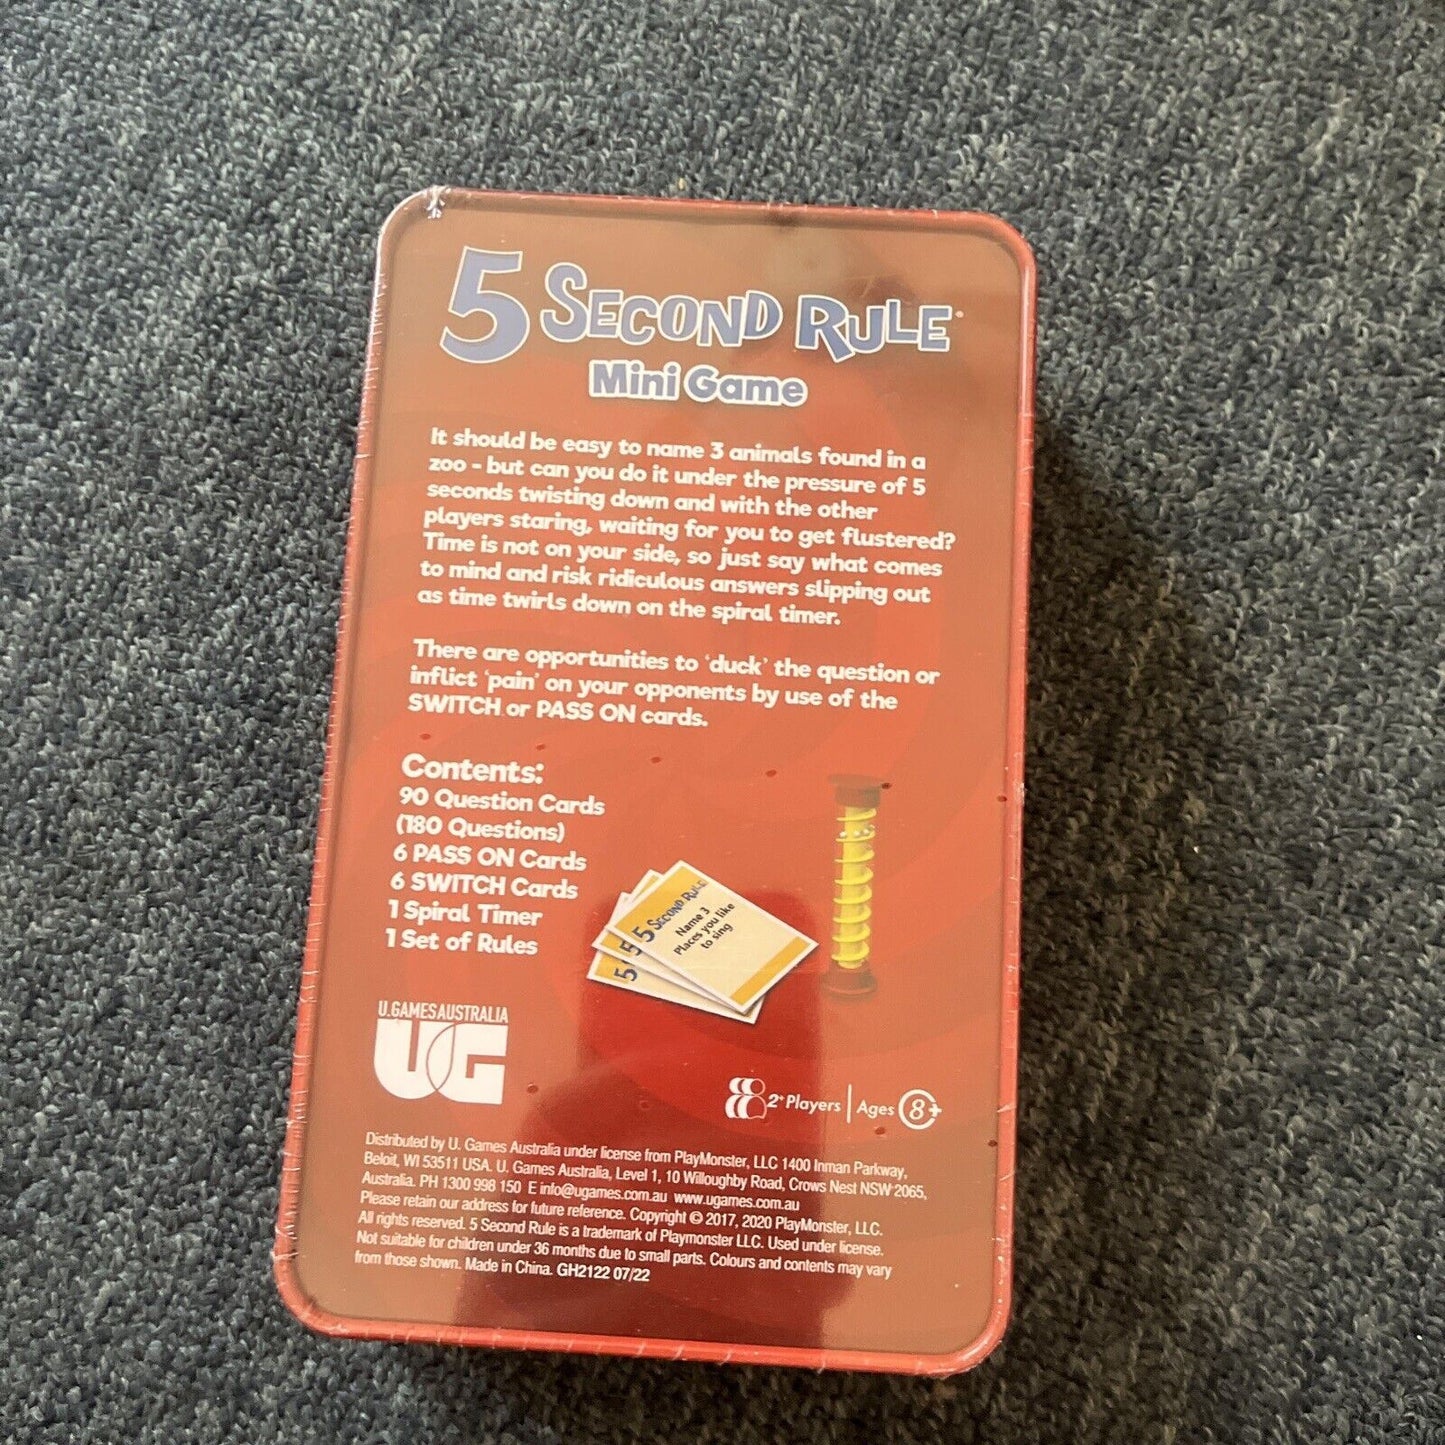 5 SECOND RULE
Mini Game
It should be easy to name 3 animals found in a
zoo - but can you do it under the pressure of 5
seconds twisting down and with the other
players staring, waiting for you to get flustered?
Time is not on your side, so just say what comes
to mind and risk ridiculous answers slipping out
as time twirls down on the spiral timer.
There are opportunities to 'duck' the question or
inflict 'pain' on your opponents by use of the
SWITCH or PASS ON cards.
Contents:
90 Question Cards
(180 Questions)
6 PASS ON Cards
6 SWITCH Cards
1 Spiral Timer
1 Set of Rules
5 SECOND RULE
Name 3
Places you like
to sing
5
5
U.GAMES AUSTRALIA
UG
2+ Players | Ages 8+
Distributed by U. Games Australia under license from PlayMonster, LLC 1400 Inman Parkway,
Beloit, WI 53511 USA. U. Games Australia, Level 1, 10 Willoughby Road, Crows Nest NSW 2065,
Australia. PH 1300 998 150 E info@ugames.com.au www.ugames.com.au
Please retain our address for future reference. Copyright © 2017, 2020 PlayMonster, LLC.
All rights reserved. 5 Second Rule is a trademark of Playmonster LLC. Used under license.
Not suitable for children under 36 months due to small parts. Colours and contents may vary
from those shown. Made in China. GH2122 07/22